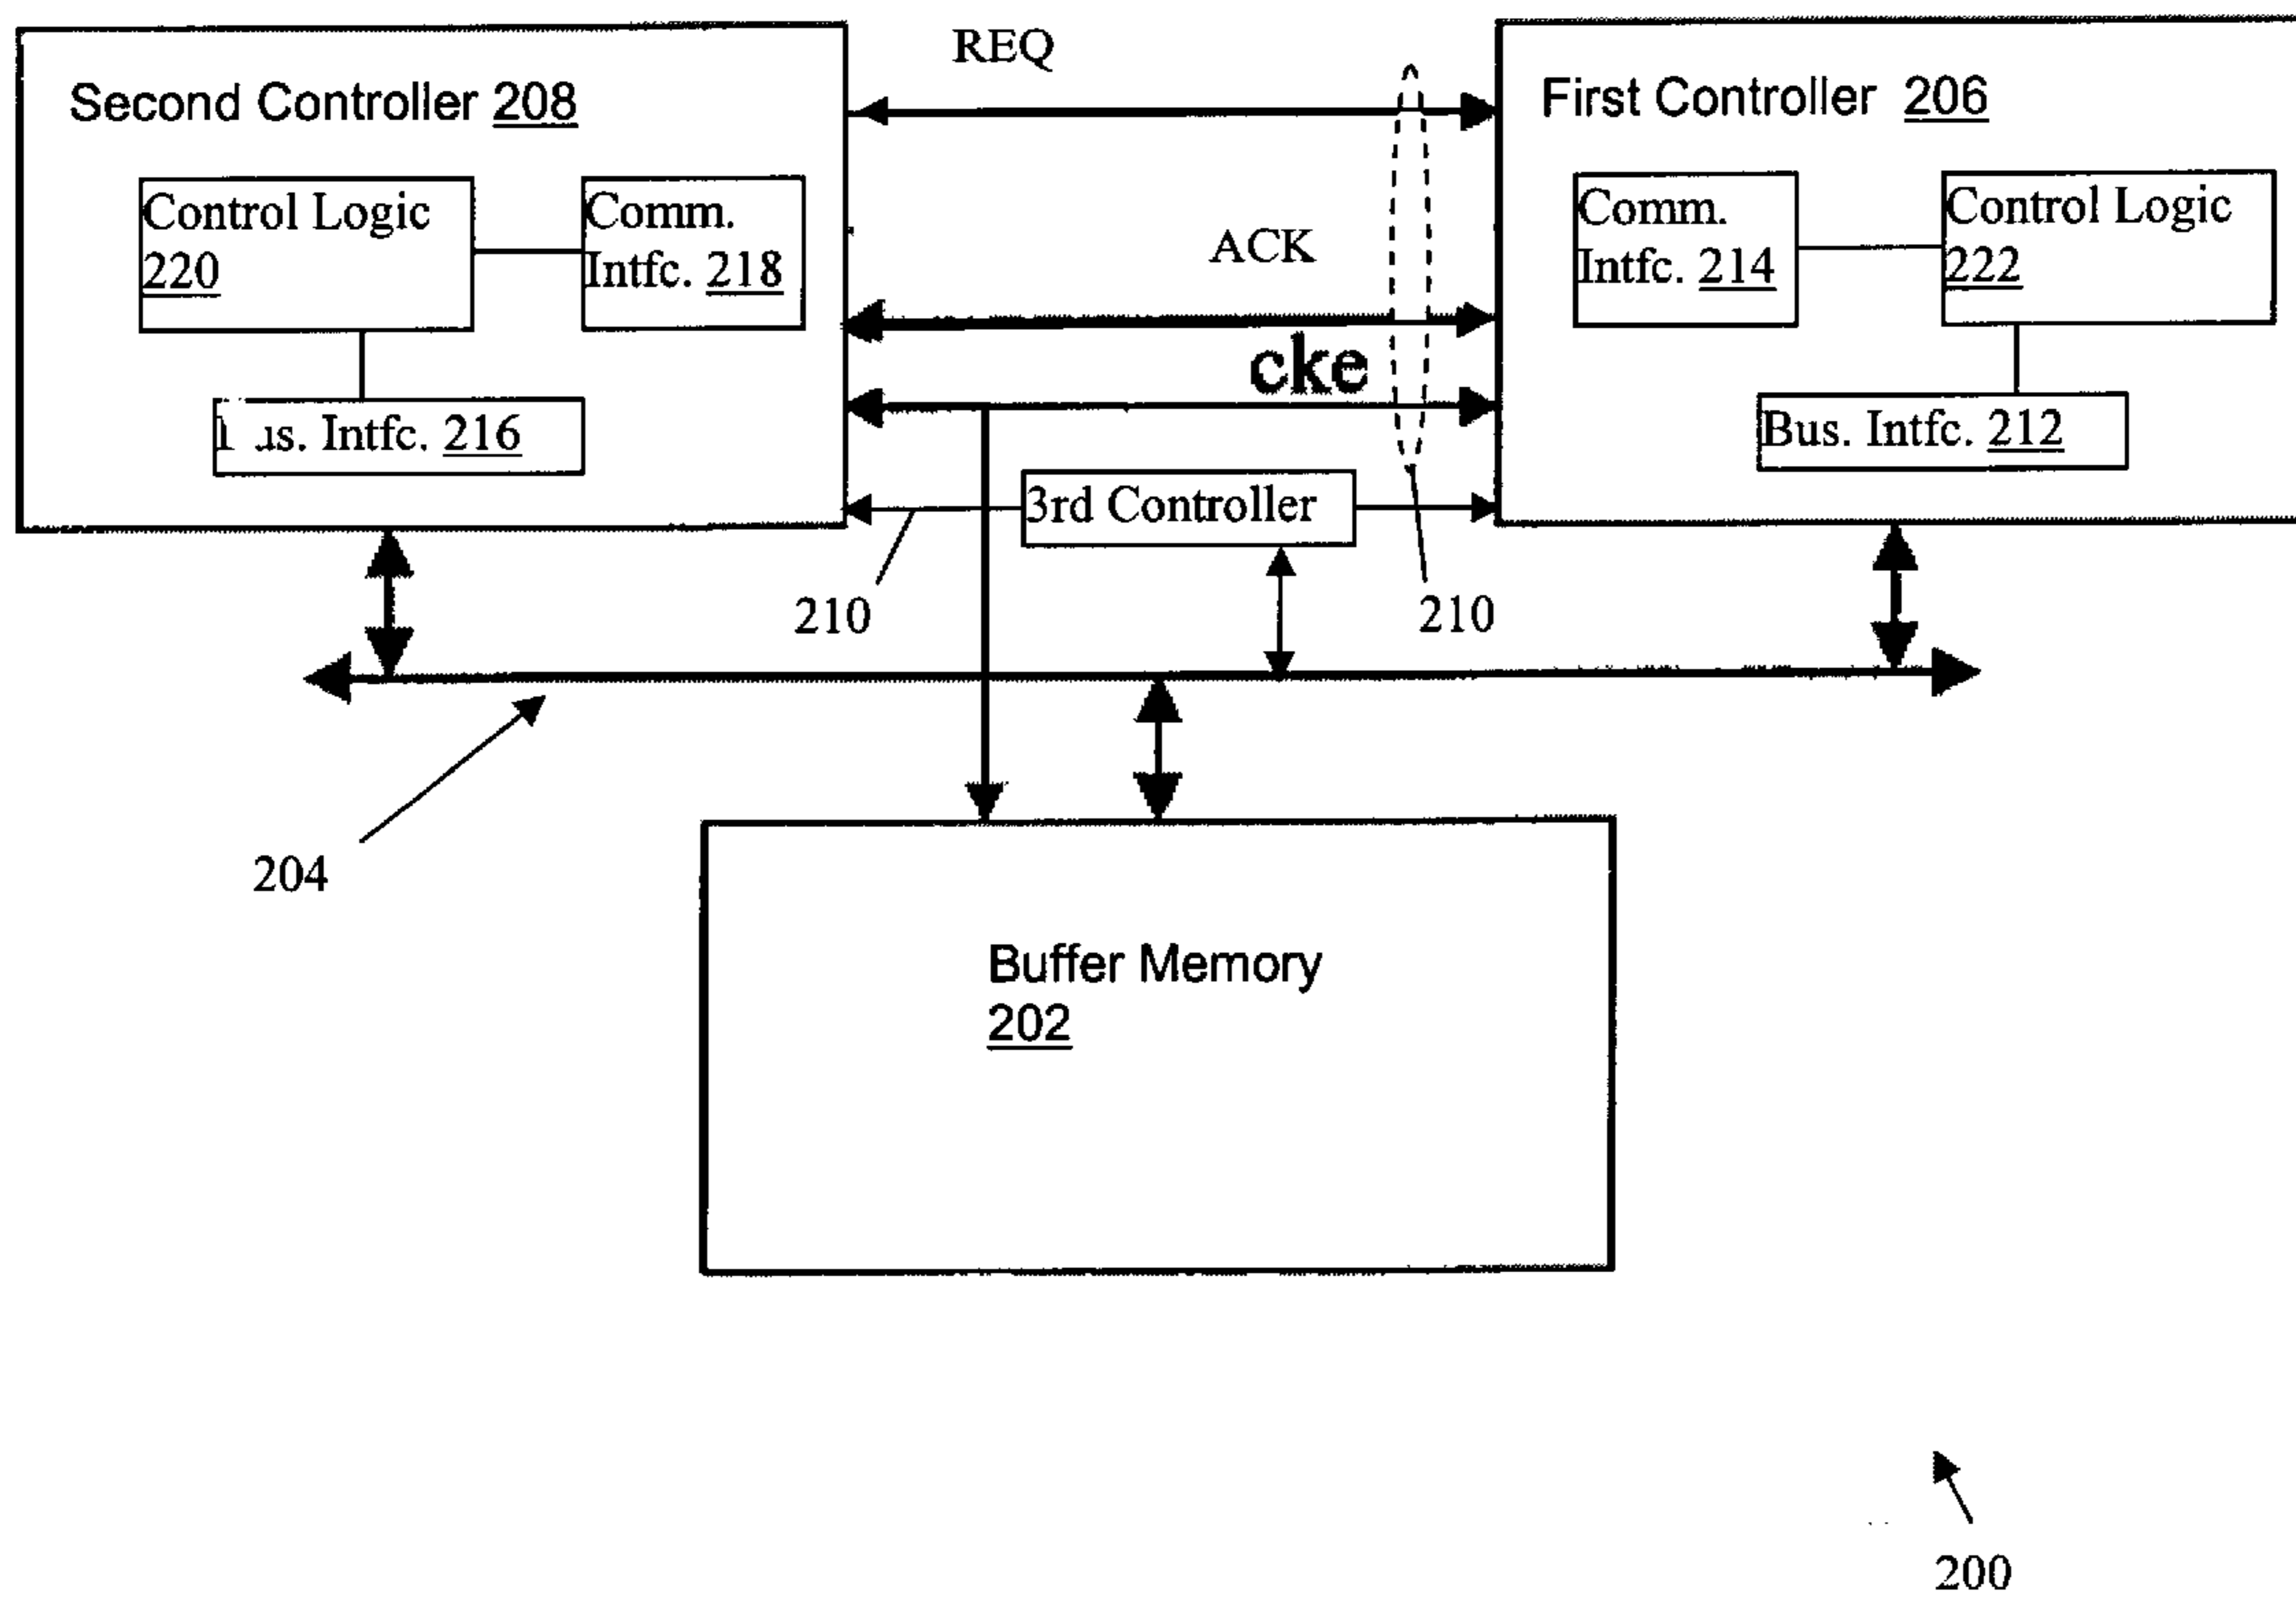 REQ
Second Controller 208
First Controller 206
Control Logic
220
Comm.
Intfc. 218
ACK
Comm.
Intfc. 214
Control Logic
222
cke
Intfc. 216
Bus. Intfc. 212
3rd Controller
210
210
204
Buffer Memory
202
200